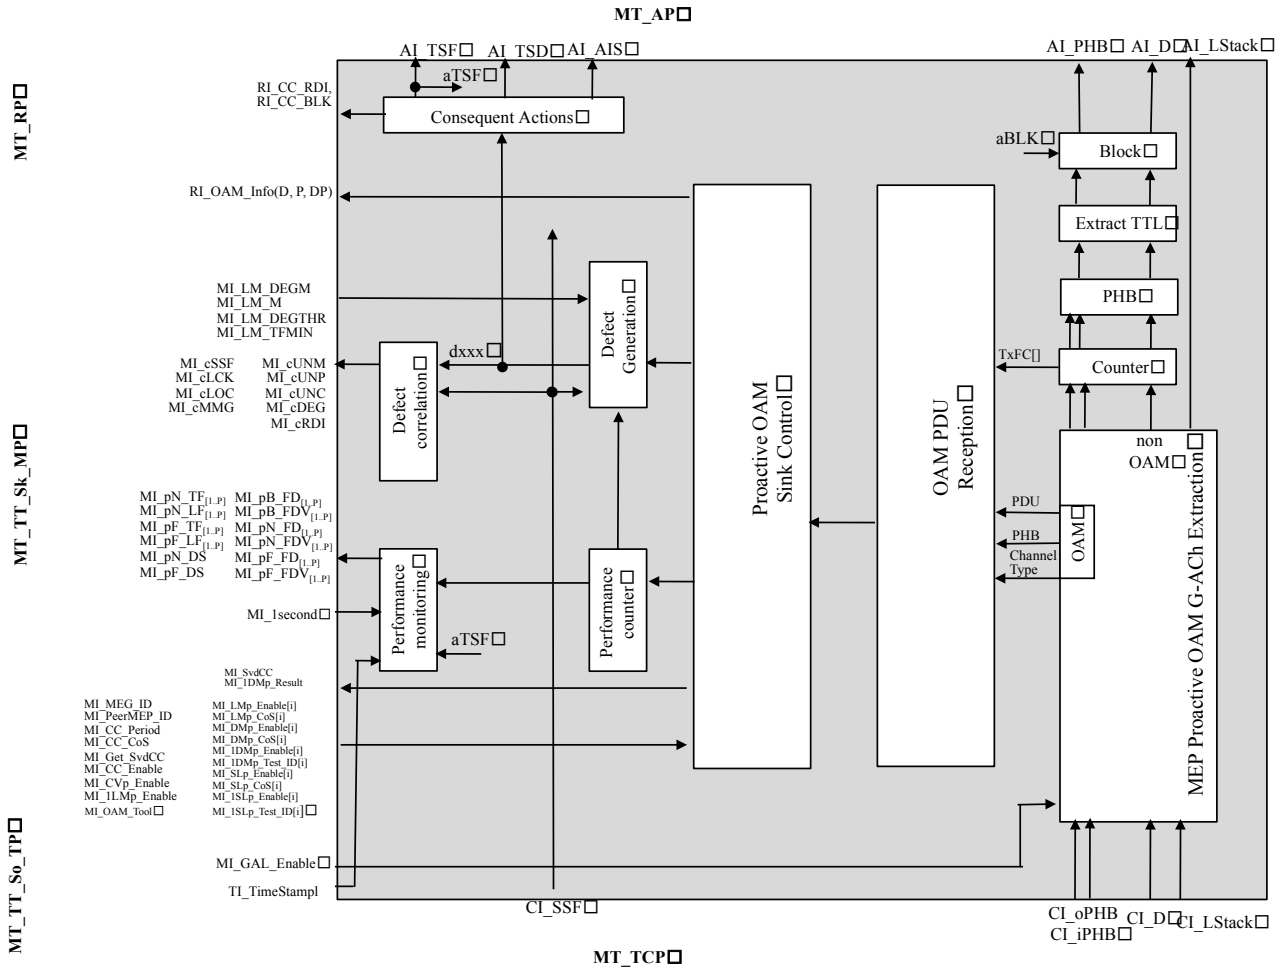 MT_AP
AI_TSF
AI_TSD
AI_AIS
AI_PHB
AI_D
AI_LStack
aTSF
RI_CC_RDI,
RI_CC_BLK
Consequent Actions
MT_RP
aBLK
Block
RI_OAM_Info(D, P, DP)
Extract TTL
MI_LM_DEGM
MI_LM_M
MI_LM_DEGTHR
MI_LM_TFMIN
Defect
Generation
PHB
dxxx
TxFC[]
Counter
MI_cSSF MI_cUNM
MI_cLCK MI_cUNP
MI_cLOC MI_cUNC
MI_cMMG MI_cDEG
MI_cRDI
Defect
correlation
Proactive OAM
Sink Control
OAM PDU
Reception
non
OAM
MEP Proactive OAM G-ACh Extraction
MT_TT_Sk_MP
PDU
PHB
Channel
Type
OAM
MI_pN_TF[1..P] MI_pB_FD[1..P]
MI_pN_LF[1..P] MI_pB_FDV[1..P]
MI_pF_TF[1..P] MI_pN_FD[1..P]
MI_pF_LF[1..P] MI_pN_FDV[1..P]
MI_pN_DS MI_pF_FD[1..P]
MI_pF_DS MI_pF_FDV[1..P]
Performance
monitoring
Performance
counter
MI_1second
aTSF
MI_SvdCC
MI_1DMp_Result
MI_MEG_ID MI_LMp_Enable[i]
MI_PeerMEP_ID MI_LMp_CoS[i]
MI_CC_Period MI_DMp_Enable[i]
MI_CC_CoS MI_DMp_CoS[i]
MI_Get_SvdCC MI_1DMp_Enable[i]
MI_CC_Enable MI_1DMp_Test_ID[i]
MI_CVp_Enable MI_SLp_Enable[i]
MI_1LMp_Enable MI_SLp_CoS[i]
MI_1SLp_Enable[i]
MI_OAM_Tool MI_1SLp_Test_ID[i]
MT_TT_So_TP
MI_GAL_Enable
TI_TimeStampl
CI_SSF
CI_oPHB
CI_iPHB
CI_D
CI_LStack
MT_TCP